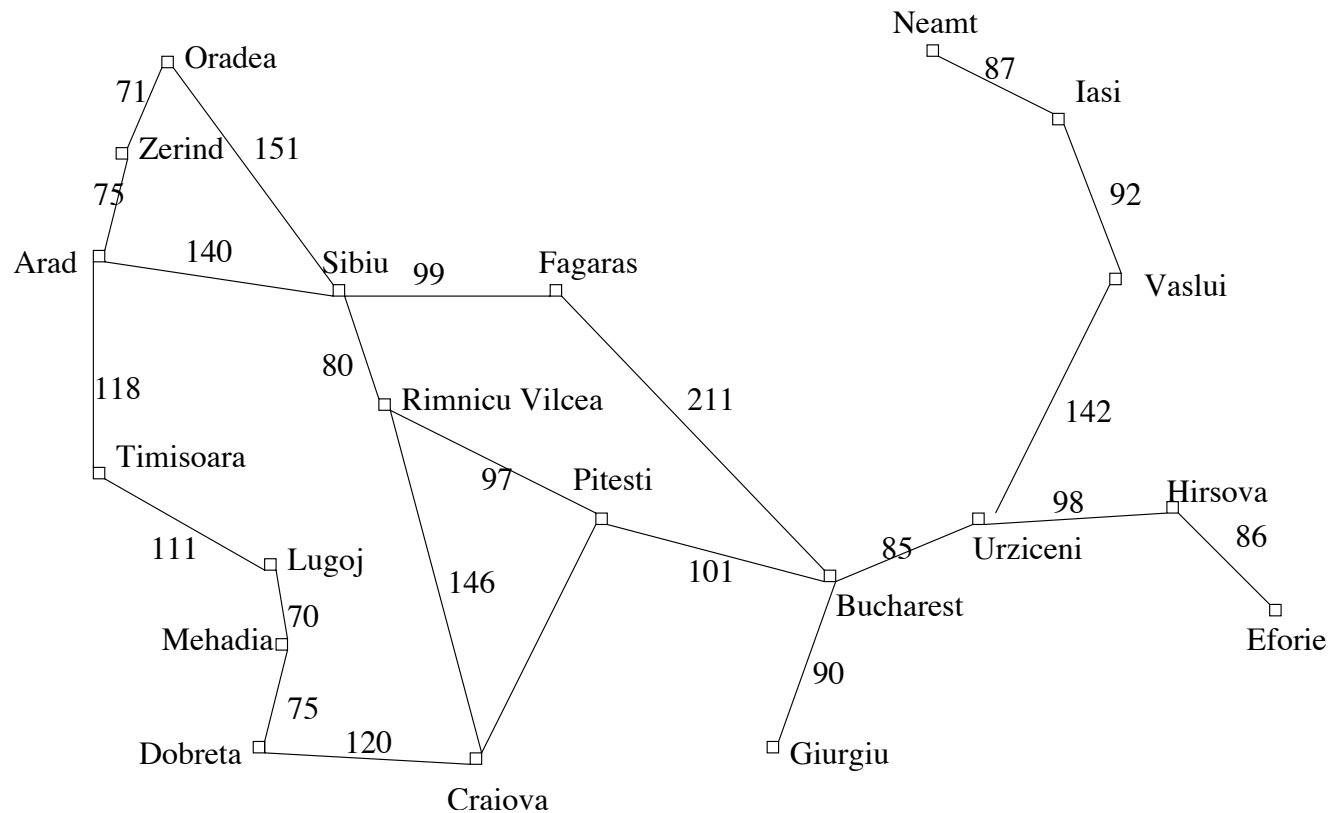 Neamt
Oradea
87
71
Iasi
Zerind
151
75
92
140
Arad
Sibiu
99
Fagaras
Vaslui
80
118
Rimnicu Vilcea
211
142
Timisoara
97
Pitesti
98
Hirsova
111
Lugoj
85
Urziceni
86
101
146
Bucharest
70
Mehadia
Eforie
90
75
Dobreta
120
Giurgiu
Craiova